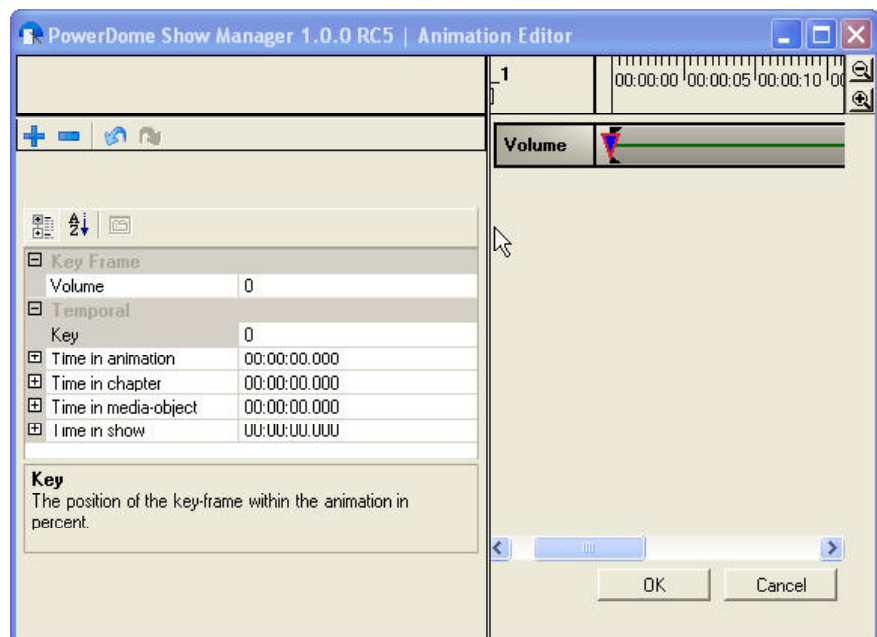 PowerDome Show Manager 1.0.0 RC5 | Animation Editor
_1
00:00:00 00:00:05 00:00:10
Volume
Key Frame
Volume 0
Temporal
Key 0
Time in animation 00:00:00.000
Time in chapter 00:00:00.000
Time in media-object 00:00:00.000
Time in show 00:00:00.000
Key
The position of the key-frame within the animation in
percent.
OK Cancel